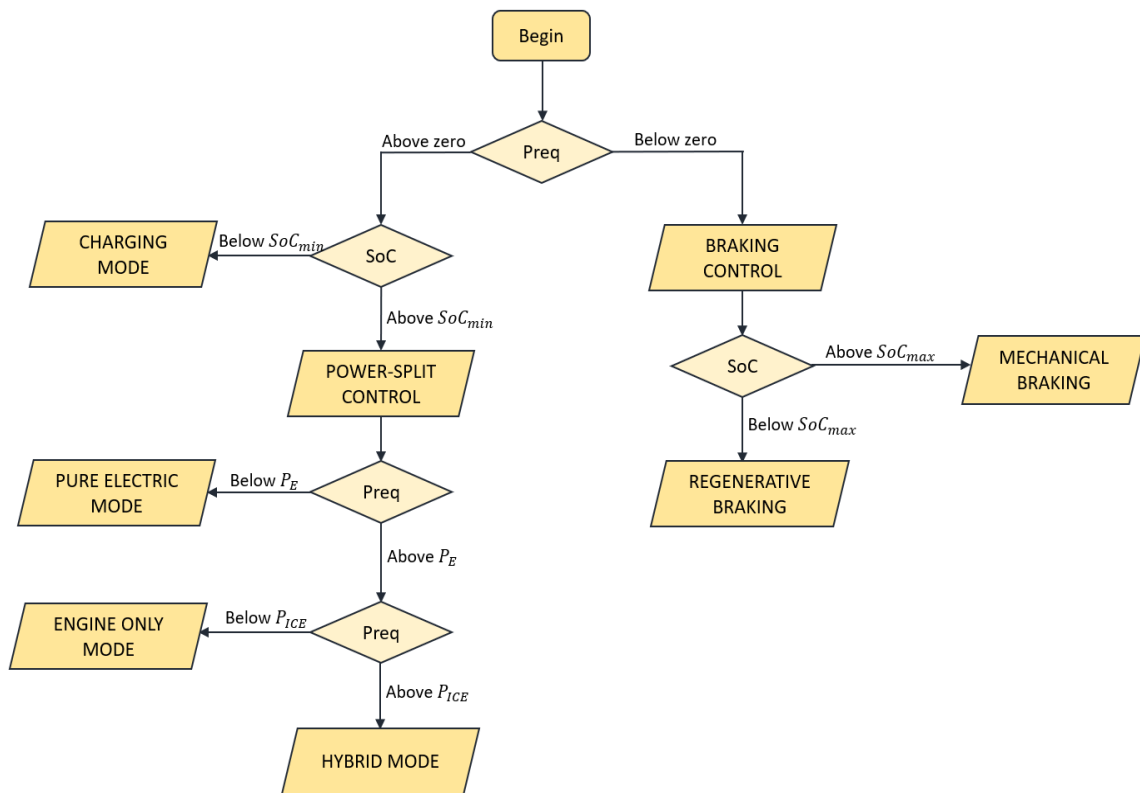 Begin
Above zero
Preq
Below zero
CHARGING
MODE
Below SoC_min
SoC
BRAKING
CONTROL
Above SoC_min
POWER-SPLIT
CONTROL
SoC
Above SoC_max
MECHANICAL
BRAKING
Below SoC_max
PURE ELECTRIC
MODE
Below P_E
Preq
REGENERATIVE
BRAKING
Above P_E
ENGINE ONLY
MODE
Below P_ICE
Preq
Above P_ICE
HYBRID MODE